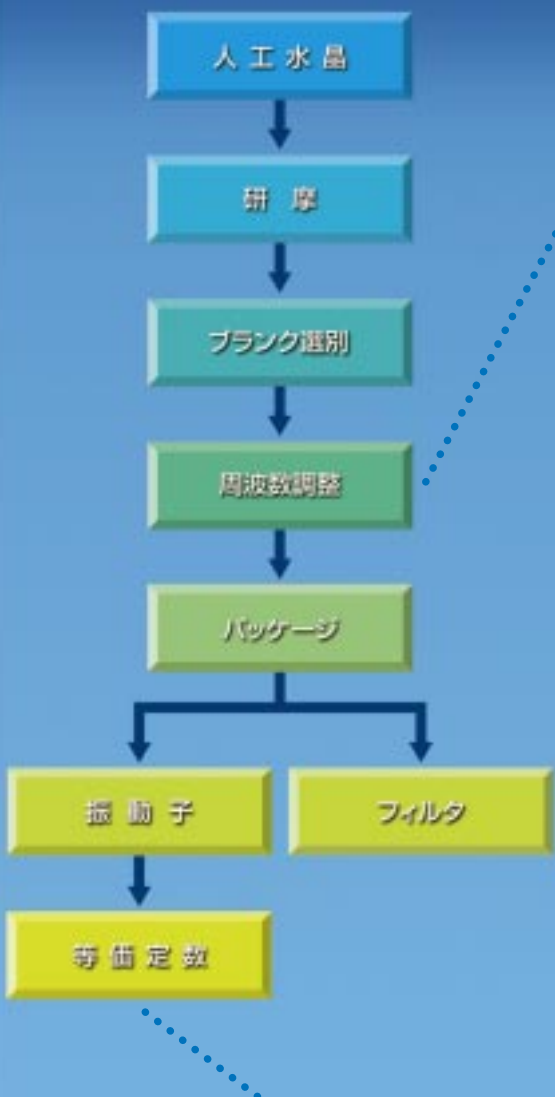 人工水晶
研摩
ブランク選別
周波数調整
パッケージ
振動子
フィルタ
等価定数